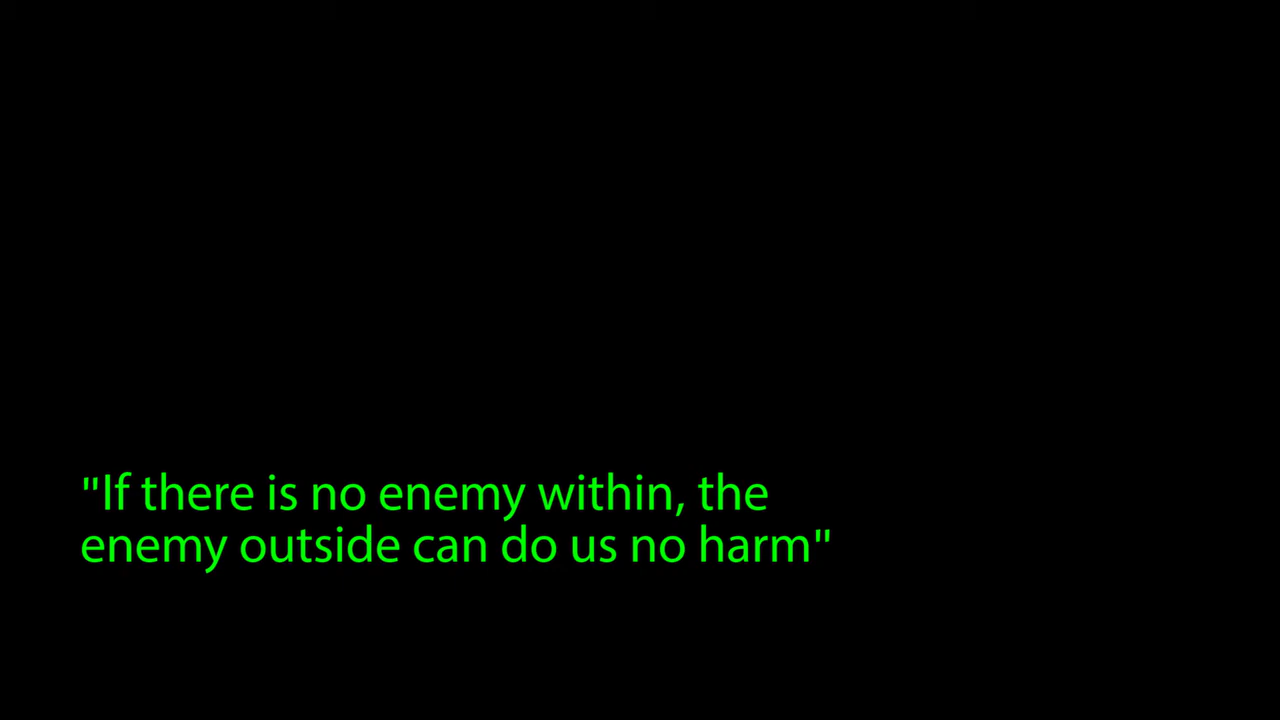 "If there is no enemy within, the
enemy outside can do us no harm"